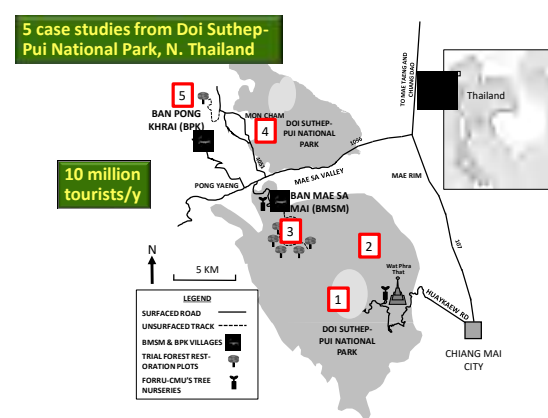 5 case studies from Doi Suthep-
Pui National Park, N. Thailand
TO MAE TAENG AND
CHIANG DAO
Thailand
5
BAN PONG
KHRAI (BPK)
MON CHAM
4
DOI SUTHEP-
PUI NATIONAL
PARK
1096
1051
10 million
tourists/y
PONG YAENG
MAE SA VALLEY
MAE RIM
BAN MAE SA
MAI (BMSM)
3
2
107
N
5 KM
Wat Phra
That
1
HUAYKAEW RD
DOI SUTHEP-
PUI NATIONAL
PARK
CHIANG MAI
CITY
LEGEND
SURFACED ROAD
UNSURFACED TRACK
BMSM & BPK VILLAGES
TRIAL FOREST REST-
ORATION PLOTS
FORRU-CMU'S TREE
NURSERIES